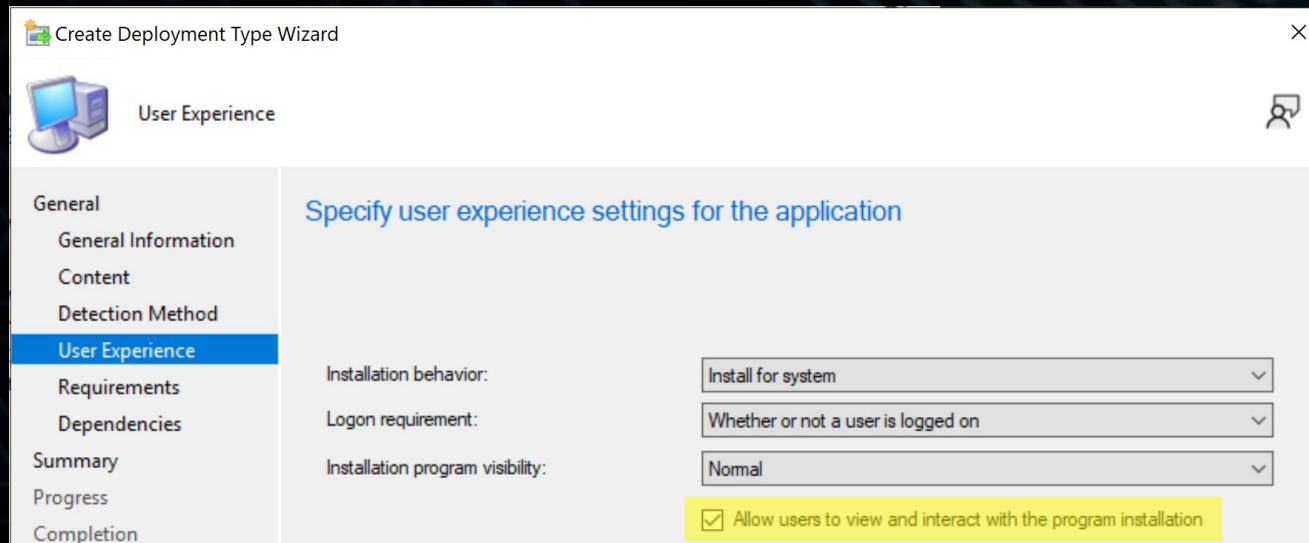 Create Deployment Type Wizard
User Experience
General
General Information
Content
Detection Method
User Experience
Requirements
Dependencies
Summary
Progress
Completion
Specify user experience settings for the application
Installation behavior: Install for system
Logon requirement: Whether or not a user is logged on
Installation program visibility: Normal
Allow users to view and interact with the program installation